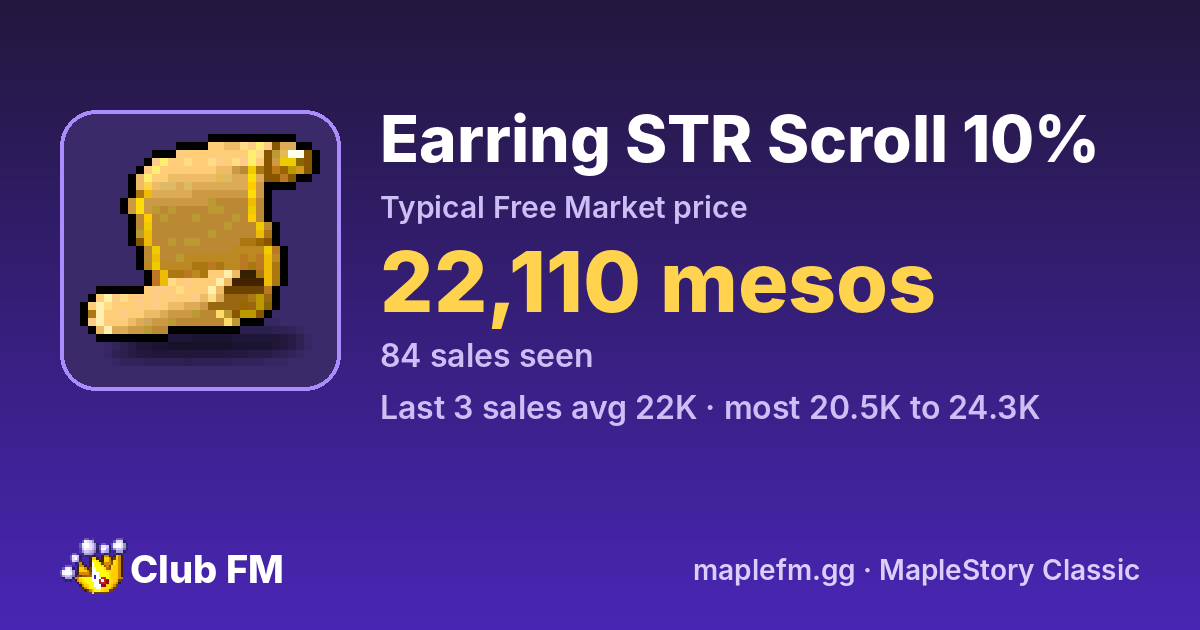 Earring STR Scroll 10%
Typical Free Market price
22,110 mesos
84 sales seen
Last 3 sales avg 22K · most 20.5K to 24.3K
Club FM
maplefm.gg · MapleStory Classic